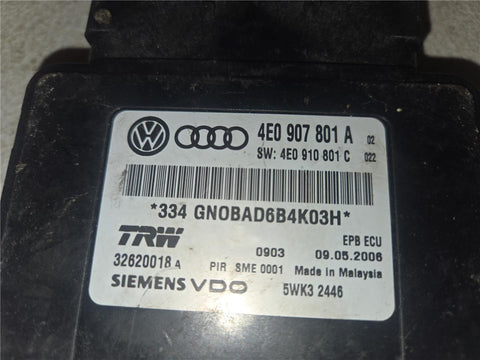 4E0 907 801 A 02
SW: 4E0 910 801 C 022
*334 GN0BAD6B4K03H*
TRW EPB ECU
0903 09.05.2006
32620018 A PIR SME 0001 Made in Malaysia
SIEMENS VDO 5WK3 2446